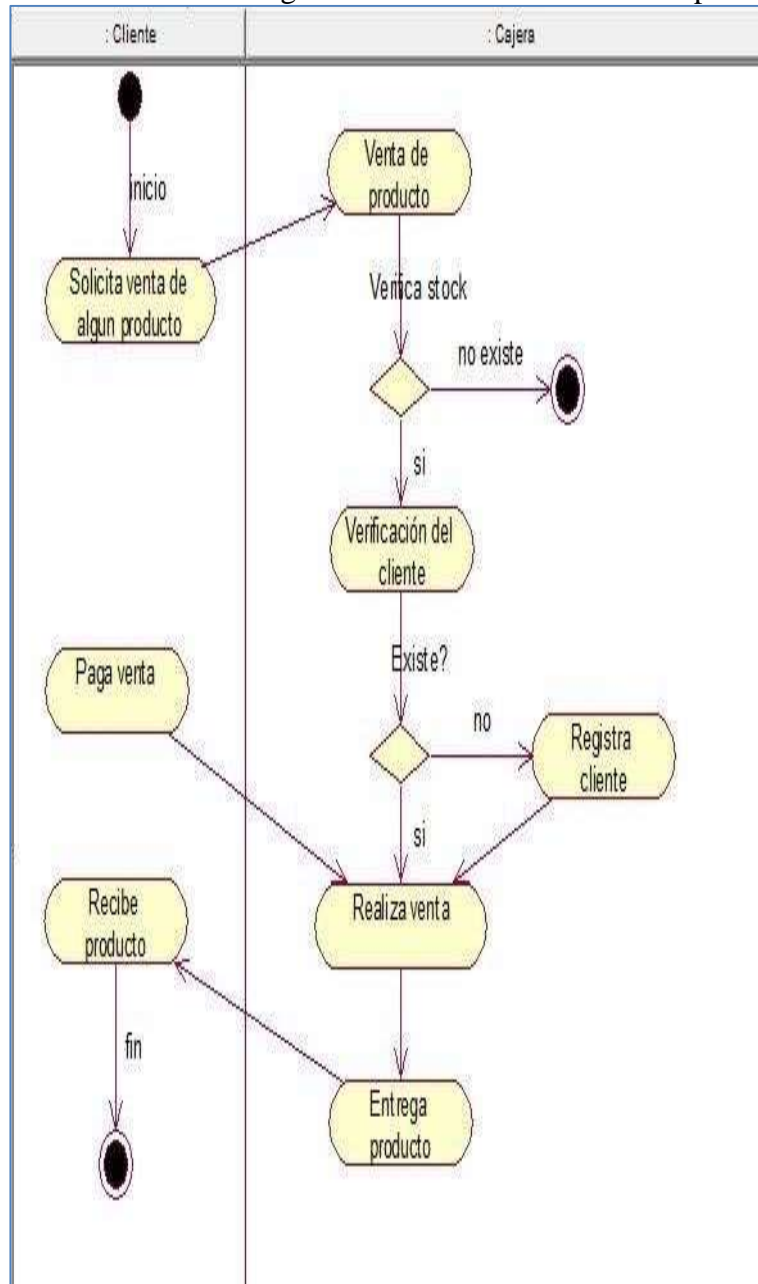 : Cliente
: Cajera
inicio
Venta de
producto
Solicita venta de
algun producto
Verifica stock
no existe
si
Verificación del
cliente
Existe?
Paga venta
no
Registra
cliente
si
Recibe
producto
Realiza venta
fin
Entrega
producto